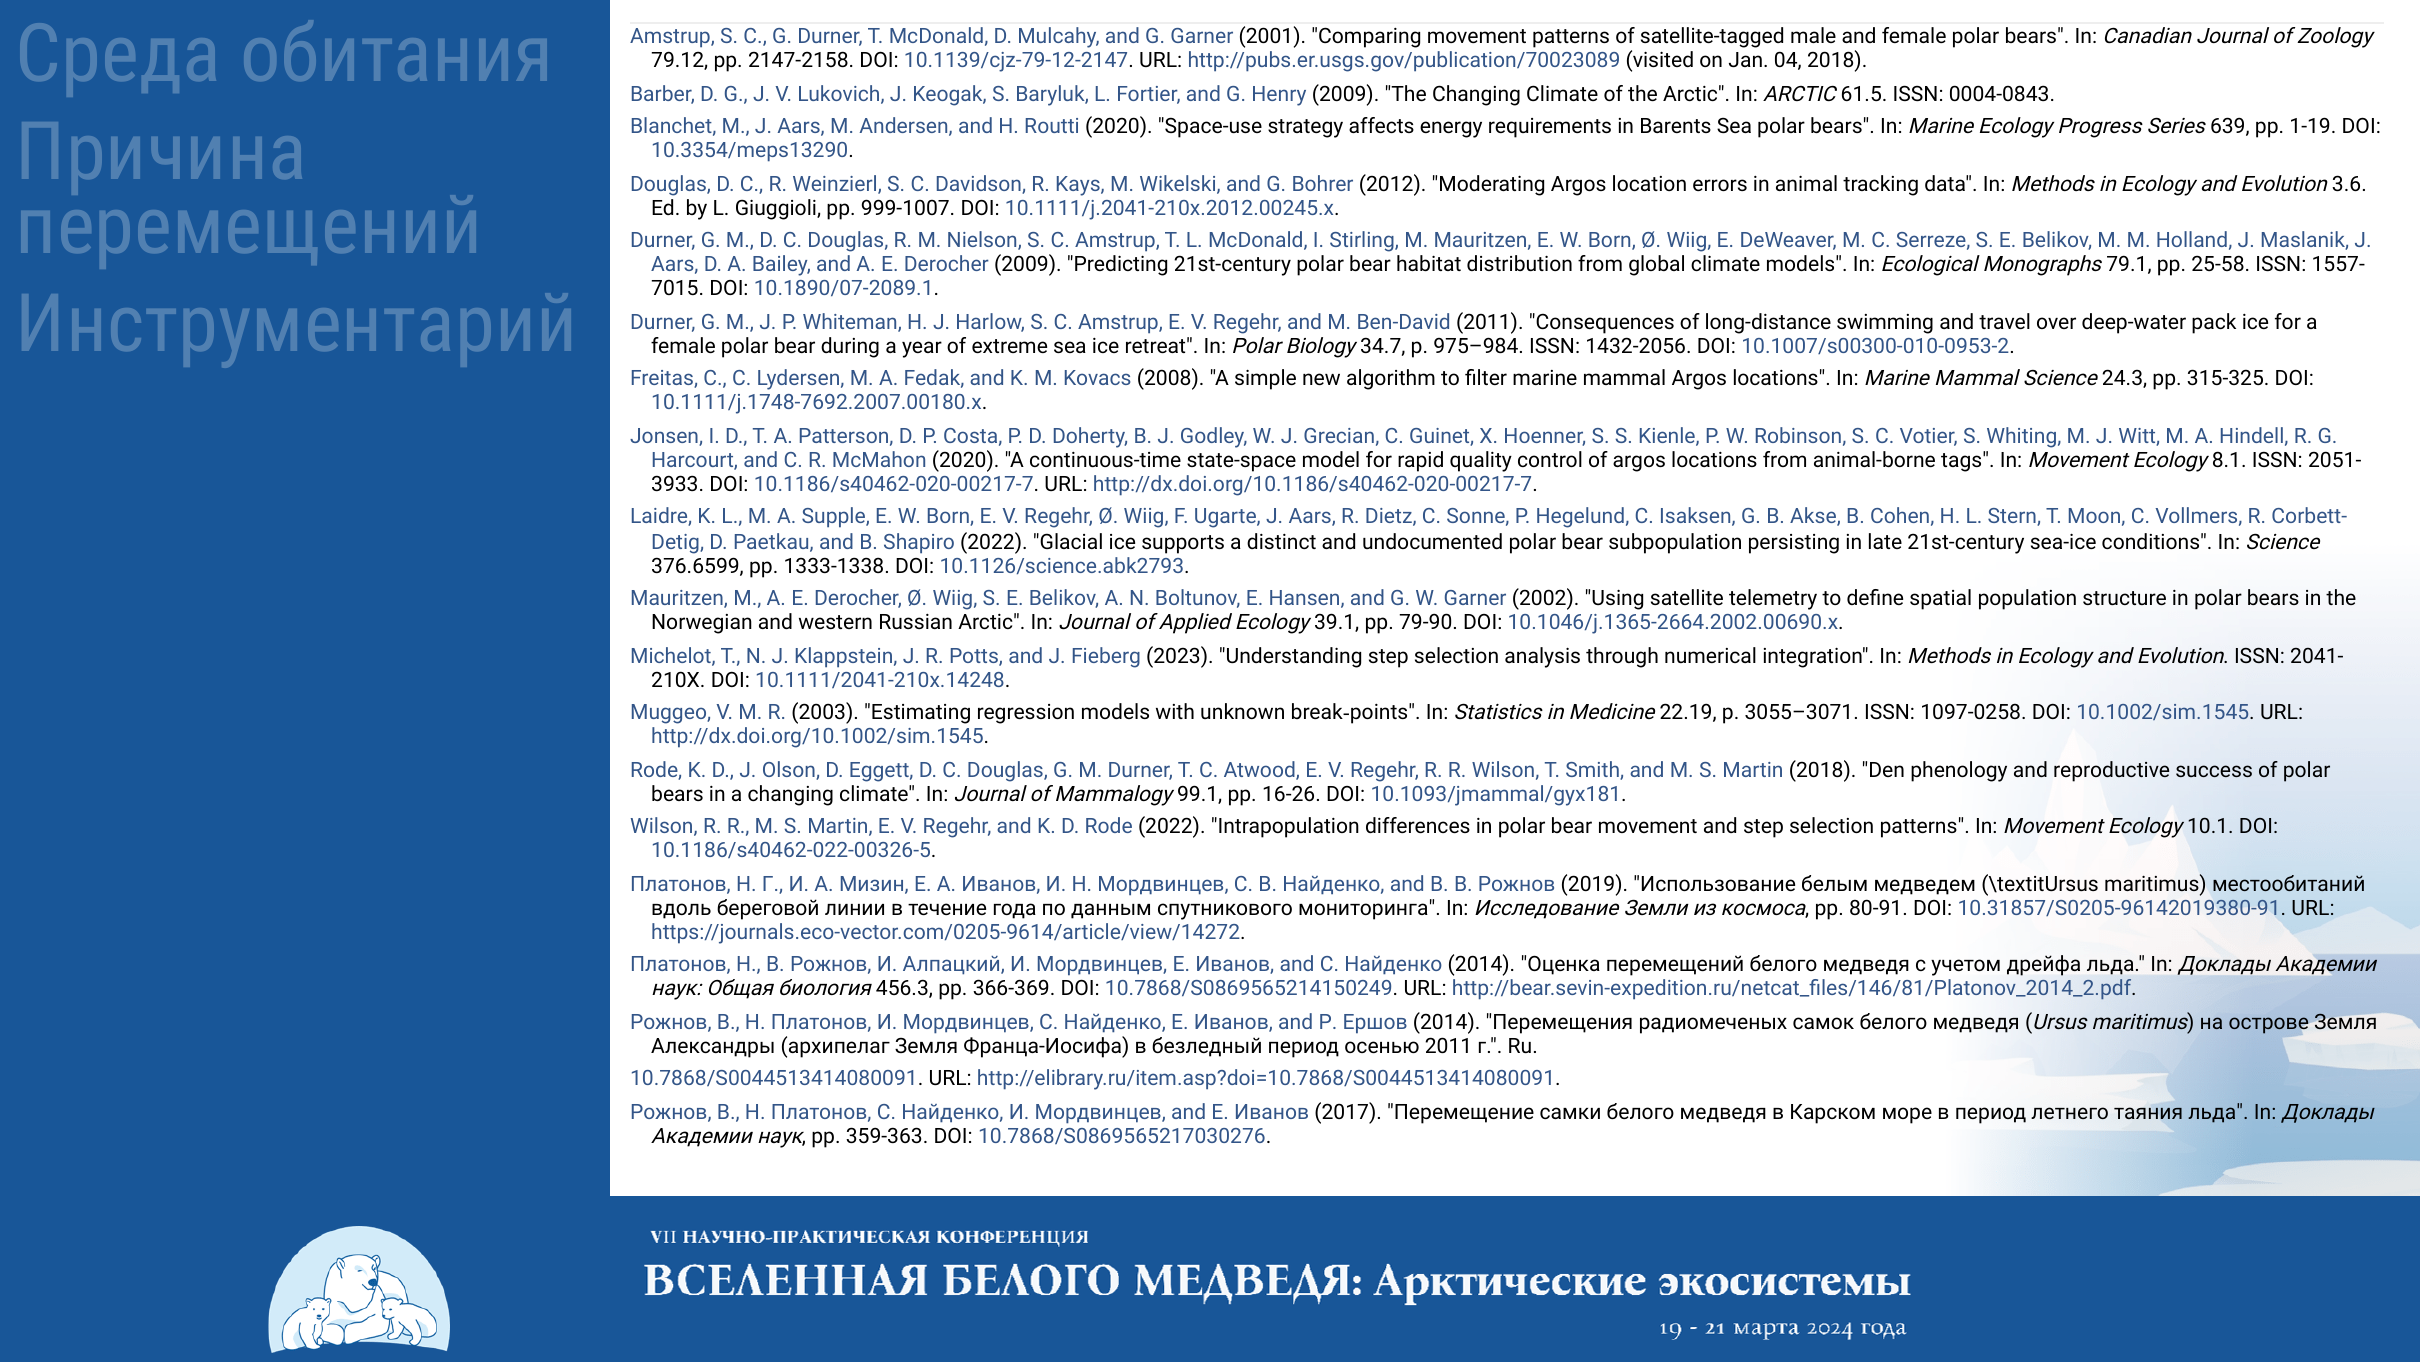 Среда обитания
Причина
перемещений
Инструментарий
Amstrup, S. C., G. Durner, T. McDonald, D. Mulcahy, and G. Garner (2001). "Comparing movement patterns of satellite-tagged male and female polar bears". In: Canadian Journal of Zoology
79.12, pp. 2147-2158. DOI: 10.1139/cjz-79-12-2147. URL: http://pubs.er.usgs.gov/publication/70023089 (visited on Jan. 04, 2018).
Barber, D. G., J. V. Lukovich, J. Keogak, S. Baryluk, L. Fortier, and G. Henry (2009). "The Changing Climate of the Arctic". In: ARCTIC 61.5. ISSN: 0004-0843.
Blanchet, M., J. Aars, M. Andersen, and H. Routti (2020). "Space-use strategy affects energy requirements in Barents Sea polar bears". In: Marine Ecology Progress Series 639, pp. 1-19. DOI:
10.3354/meps13290.
Douglas, D. C., R. Weinzierl, S. C. Davidson, R. Kays, M. Wikelski, and G. Bohrer (2012). "Moderating Argos location errors in animal tracking data". In: Methods in Ecology and Evolution 3.6.
Ed. by L. Giuggioli, pp. 999-1007. DOI: 10.1111/j.2041-210x.2012.00245.x.
Durner, G. M., D. C. Douglas, R. M. Nielson, S. C. Amstrup, T. L. McDonald, I. Stirling, M. Mauritzen, E. W. Born, Ø. Wiig, E. DeWeaver, M. C. Serreze, S. E. Belikov, M. M. Holland, J. Maslanik, J.
Aars, D. A. Bailey, and A. E. Derocher (2009). "Predicting 21st-century polar bear habitat distribution from global climate models". In: Ecological Monographs 79.1, pp. 25-58. ISSN: 1557-
7015. DOI: 10.1890/07-2089.1.
Durner, G. M., J. P. Whiteman, H. J. Harlow, S. C. Amstrup, E. V. Regehr, and M. Ben-David (2011). "Consequences of long-distance swimming and travel over deep-water pack ice for a
female polar bear during a year of extreme sea ice retreat". In: Polar Biology 34.7, p. 975–984. ISSN: 1432-2056. DOI: 10.1007/s00300-010-0953-2.
Freitas, C., C. Lydersen, M. A. Fedak, and K. M. Kovacs (2008). "A simple new algorithm to filter marine mammal Argos locations". In: Marine Mammal Science 24.3, pp. 315-325. DOI:
10.1111/j.1748-7692.2007.00180.x.
Jonsen, I. D., T. A. Patterson, D. P. Costa, P. D. Doherty, B. J. Godley, W. J. Grecian, C. Guinet, X. Hoenner, S. S. Kienle, P. W. Robinson, S. C. Votier, S. Whiting, M. J. Witt, M. A. Hindell, R. G.
Harcourt, and C. R. McMahon (2020). "A continuous-time state-space model for rapid quality control of argos locations from animal-borne tags". In: Movement Ecology 8.1. ISSN: 2051-
3933. DOI: 10.1186/s40462-020-00217-7. URL: http://dx.doi.org/10.1186/s40462-020-00217-7.
Laidre, K. L., M. A. Supple, E. W. Born, E. V. Regehr, Ø. Wiig, F. Ugarte, J. Aars, R. Dietz, C. Sonne, P. Hegelund, C. Isaksen, G. B. Akse, B. Cohen, H. L. Stern, T. Moon, C. Vollmers, R. Corbett-
Detig, D. Paetkau, and B. Shapiro (2022). "Glacial ice supports a distinct and undocumented polar bear subpopulation persisting in late 21st-century sea-ice conditions". In: Science
376.6599, pp. 1333-1338. DOI: 10.1126/science.abk2793.
Mauritzen, M., A. E. Derocher, Ø. Wiig, S. E. Belikov, A. N. Boltunov, E. Hansen, and G. W. Garner (2002). "Using satellite telemetry to define spatial population structure in polar bears in the
Norwegian and western Russian Arctic". In: Journal of Applied Ecology 39.1, pp. 79-90. DOI: 10.1046/j.1365-2664.2002.00690.x.
Michelot, T., N. J. Klappstein, J. R. Potts, and J. Fieberg (2023). "Understanding step selection analysis through numerical integration". In: Methods in Ecology and Evolution. ISSN: 2041-
210X. DOI: 10.1111/2041-210x.14248.
Muggeo, V. M. R. (2003). "Estimating regression models with unknown break-points". In: Statistics in Medicine 22.19, p. 3055–3071. ISSN: 1097-0258. DOI: 10.1002/sim.1545. URL:
http://dx.doi.org/10.1002/sim.1545.
Rode, K. D., J. Olson, D. Eggett, D. C. Douglas, G. M. Durner, T. C. Atwood, E. V. Regehr, R. R. Wilson, T. Smith, and M. S. Martin (2018). "Den phenology and reproductive success of polar
bears in a changing climate". In: Journal of Mammalogy 99.1, pp. 16-26. DOI: 10.1093/jmammal/gyx181.
Wilson, R. R., M. S. Martin, E. V. Regehr, and K. D. Rode (2022). "Intrapopulation differences in polar bear movement and step selection patterns". In: Movement Ecology 10.1. DOI:
10.1186/s40462-022-00326-5.
Платонов, Н. Г., И. А. Мизин, Е. А. Иванов, И. Н. Мордвинцев, С. В. Найденко, and В. В. Рожнов (2019). "Использование белым медведем (\textitUrsus maritimus) местообитаний
вдоль береговой линии в течение года по данным спутникового мониторинга". In: Исследование Земли из космоса, pp. 80-91. DOI: 10.31857/S0205-96142019380-91. URL:
https://journals.eco-vector.com/0205-9614/article/view/14272.
Платонов, Н., В. Рожнов, И. Алпацкий, И. Мордвинцев, Е. Иванов, and С. Найденко (2014). "Оценка перемещений белого медведя с учетом дрейфа льда." In: Доклады Академии
наук: Общая биология 456.3, pp. 366-369. DOI: 10.7868/S0869565214150249. URL: http://bear.sevin-expedition.ru/netcat_files/146/81/Platonov_2014_2.pdf.
Рожнов, В., Н. Платонов, И. Мордвинцев, С. Найденко, Е. Иванов, and Р. Ершов (2014). "Перемещения радиомеченых самок белого медведя (Ursus maritimus) на острове Земля
Александры (архипелаг Земля Франца-Иосифа) в безледный период осенью 2011 г.". Ru.
10.7868/S0044513414080091. URL: http://elibrary.ru/item.asp?doi=10.7868/S0044513414080091.
Рожнов, В., Н. Платонов, С. Найденко, И. Мордвинцев, and Е. Иванов (2017). "Перемещение самки белого медведя в Карском море в период летнего таяния льда". In: Доклады
Академии наук, pp. 359-363. DOI: 10.7868/S0869565217030276.
VII НАУЧНО-ПРАКТИЧЕСКАЯ КОНФЕРЕНЦИЯ
ВСЕЛЕННАЯ БЕЛОГО МЕДВЕДЯ: Арктические экосистемы
19 - 21 марта 2024 года